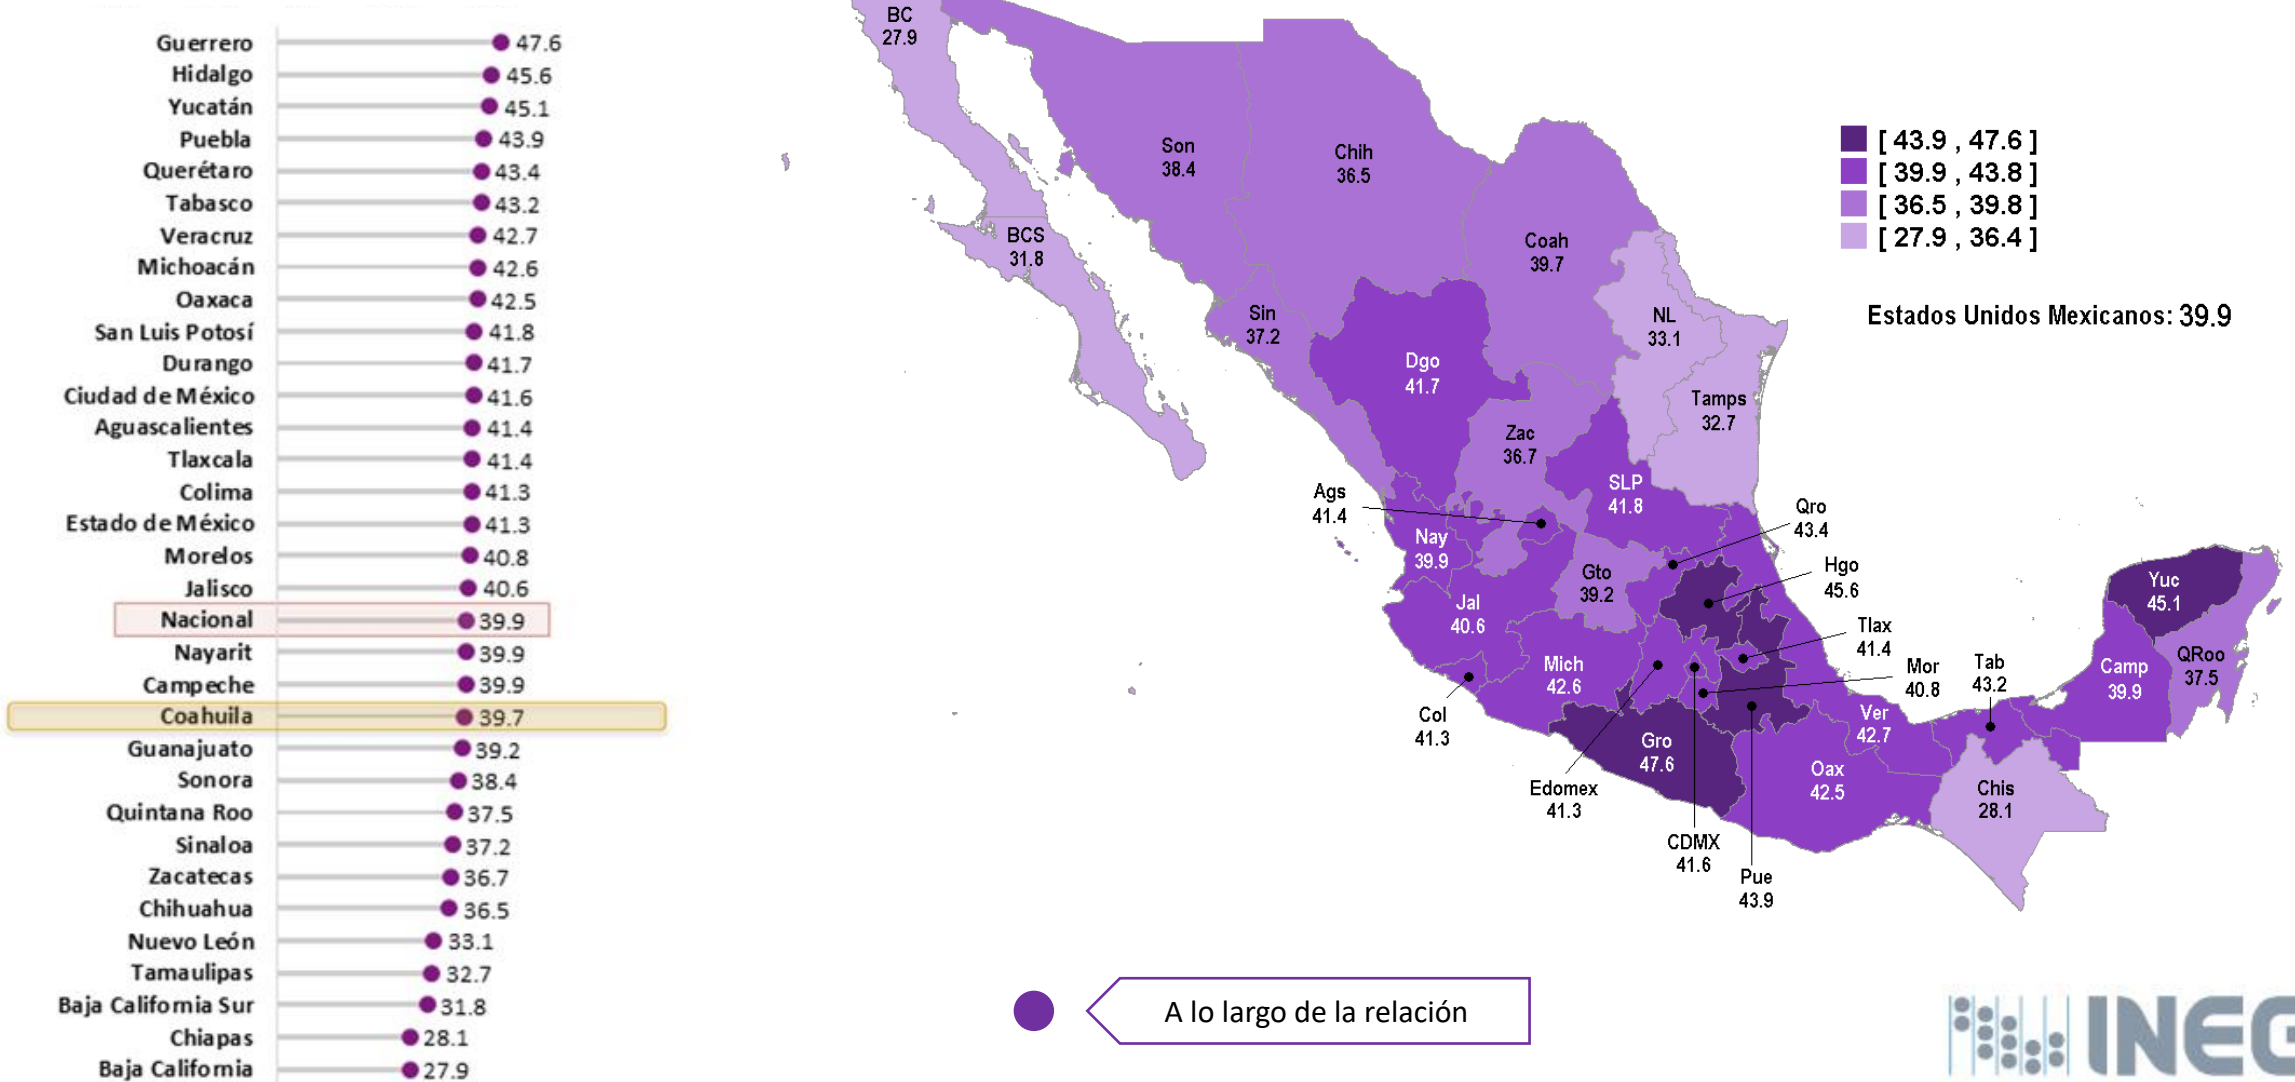 Guerrero 47.6
Hidalgo 45.6
Yucatán 45.1
Puebla 43.9
Querétaro 43.4
Tabasco 43.2
Veracruz 42.7
Michoacán 42.6
Oaxaca 42.5
San Luis Potosí 41.8
Durango 41.7
Ciudad de México 41.6
Aguascalientes 41.4
Tlaxcala 41.4
Colima 41.3
Estado de México 41.3
Morelos 40.8
Jalisco 40.6
Nacional 39.9
Nayarit 39.9
Campeche 39.9
Coahuila 39.7
Guanajuato 39.2
Sonora 38.4
Quintana Roo 37.5
Sinaloa 37.2
Zacatecas 36.7
Chihuahua 36.5
Nuevo León 33.1
Tamaulipas 32.7
Baja California Sur 31.8
Chiapas 28.1
Baja California 27.9
BC
27.9
Son
38.4
Chih
36.5
BCS
31.8
Coah
39.7
Sin
37.2
NL
33.1
Dgo
41.7
Tamps
32.7
Zac
36.7
SLP
41.8
Ags
41.4
Qro
43.4
Nay
39.9
Gto
39.2
Hgo
45.6
Yuc
45.1
Jal
40.6
Tlax
41.4
Mich
42.6
Mor
40.8
Tab
43.2
Camp
39.9
QRoo
37.5
Col
41.3
Ver
42.7
Gro
47.6
Oax
42.5
Edomex
41.3
Chis
28.1
CDMX
41.6
Pue
43.9
[ 43.9 , 47.6 ]
[ 39.9 , 43.8 ]
[ 36.5 , 39.8 ]
[ 27.9 , 36.4 ]
Estados Unidos Mexicanos: 39.9
A lo largo de la relación
INEG